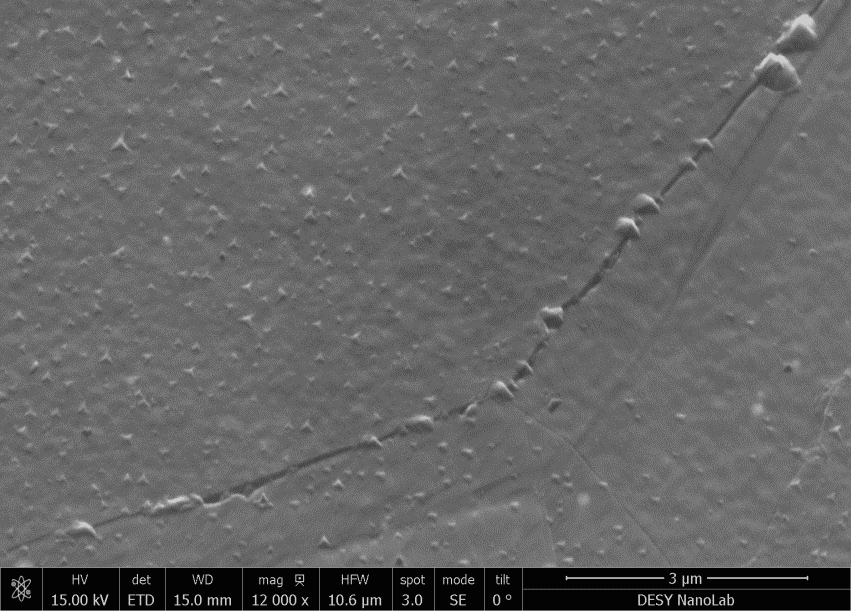 HV det WD mag HFW spot mode tilt 3 µm
15.00 kV ETD 15.0 mm 12 000 x 10.6 µm 3.0 SE 0 ° DESY NanoLab